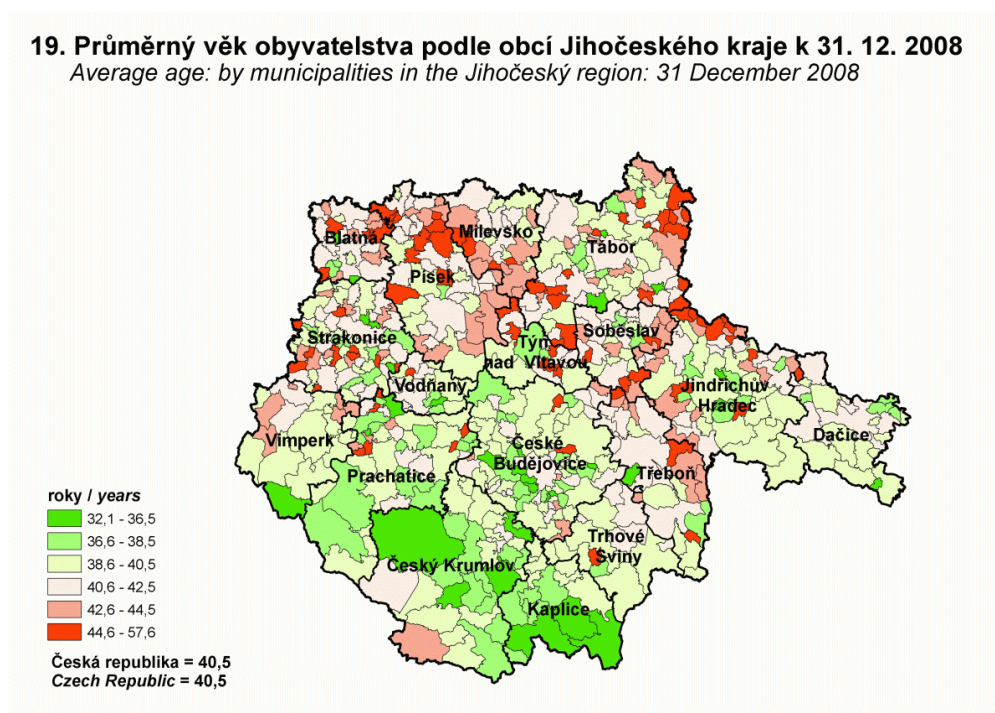 19. Průměrný věk obyvatelstva podle obcí Jihočeského kraje k 31. 12. 2008
Average age: by municipalities in the Jihočeský region: 31 December 2008
Blatná
Milevsko
Tábor
Písek
Strakonice
Týn
nad Vltavou
Soběslav
Vodňany
Jindřichův
Hradec
Vimperk
České
Budějovice
Dačice
Prachatice
Třeboň
Trhové
Sviny
Český Krumlov
Kaplice
roky / years
32,1 - 36,5
36,6 - 38,5
38,6 - 40,5
40,6 - 42,5
42,6 - 44,5
44,6 - 57,6
Česká republika = 40,5
Czech Republic = 40,5